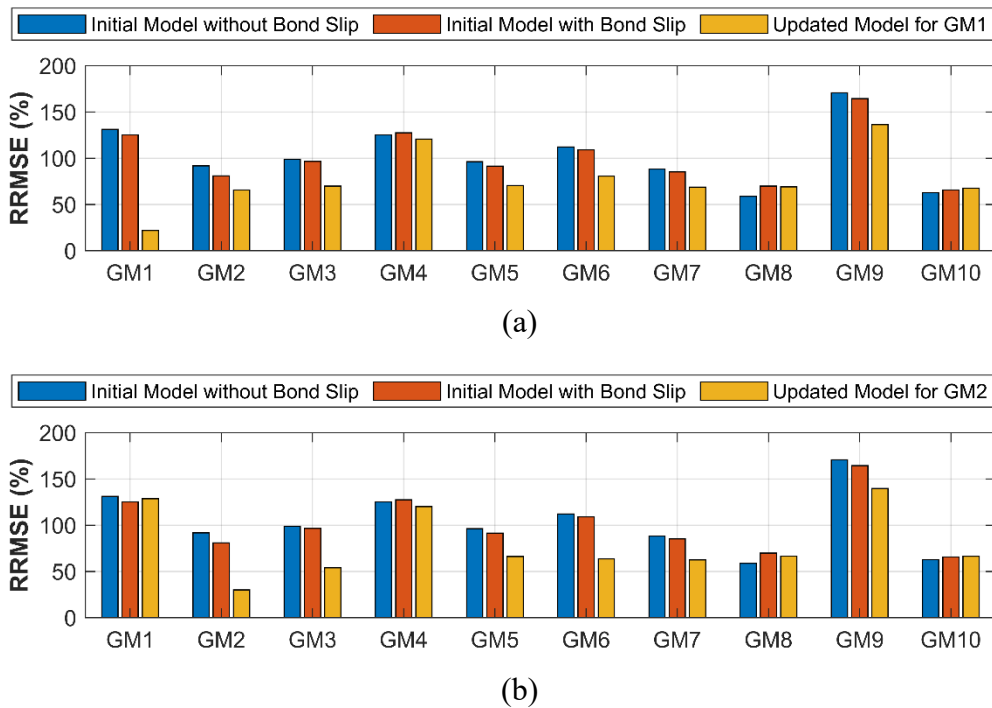 Initial Model without Bond Slip Initial Model with Bond Slip Updated Model for GM1
200
150
100
50
0
RRMSE (%)
GM1 GM2 GM3 GM4 GM5 GM6 GM7 GM8 GM9 GM10
(a)
Initial Model without Bond Slip Initial Model with Bond Slip Updated Model for GM2
200
150
100
50
0
RRMSE (%)
GM1 GM2 GM3 GM4 GM5 GM6 GM7 GM8 GM9 GM10
(b)